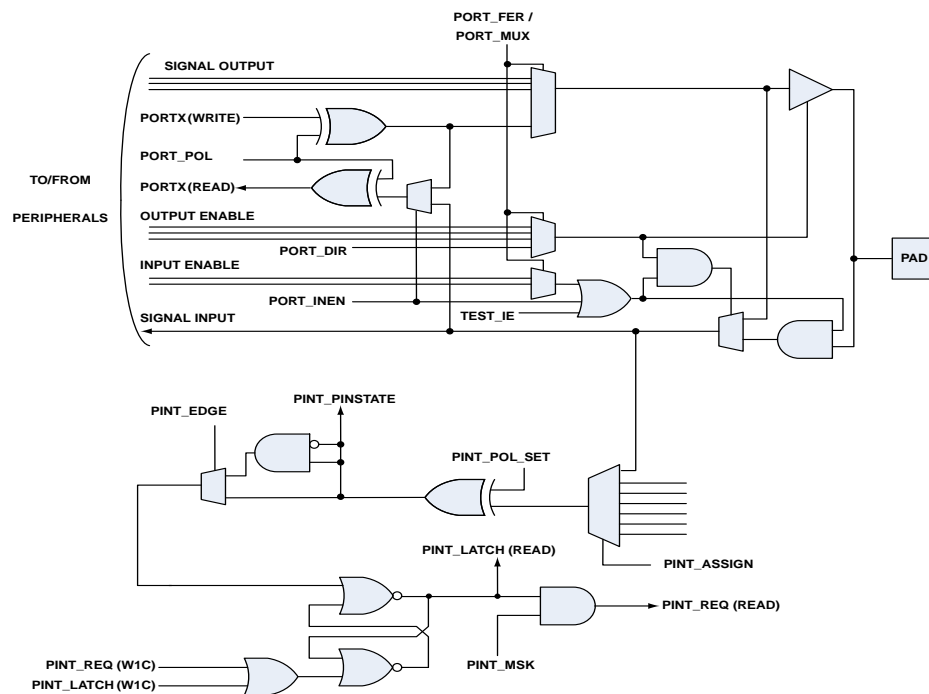 PORT_FER /
PORT_MUX
SIGNAL OUTPUT
PORTX (WRITE)
PORT_POL
TO/FROM
PERIPHERALS
PORTX (READ)
OUTPUT ENABLE
PORT_DIR
PAD
INPUT ENABLE
PORT_INEN
TEST_IE
SIGNAL INPUT
PINT_EDGE
PINT_PINSTATE
PINT_POL_SET
PINT_LATCH (READ)
PINT_ASSIGN
PINT_REQ (READ)
PINT_MSK
PINT_REQ (W1C)
PINT_LATCH (W1C)